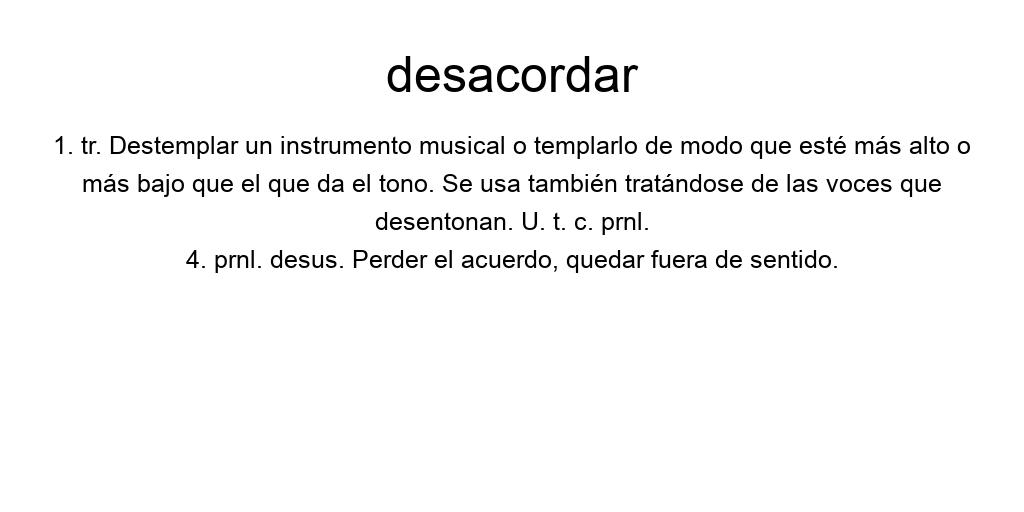 desacordar
1. tr. Destemplar un instrumento musical o templarlo de modo que esté más alto o
más bajo que el que da el tono. Se usa también tratándose de las voces que
desentonan. U. t. c. prnl.
4. prnl. desus. Perder el acuerdo, quedar fuera de sentido.